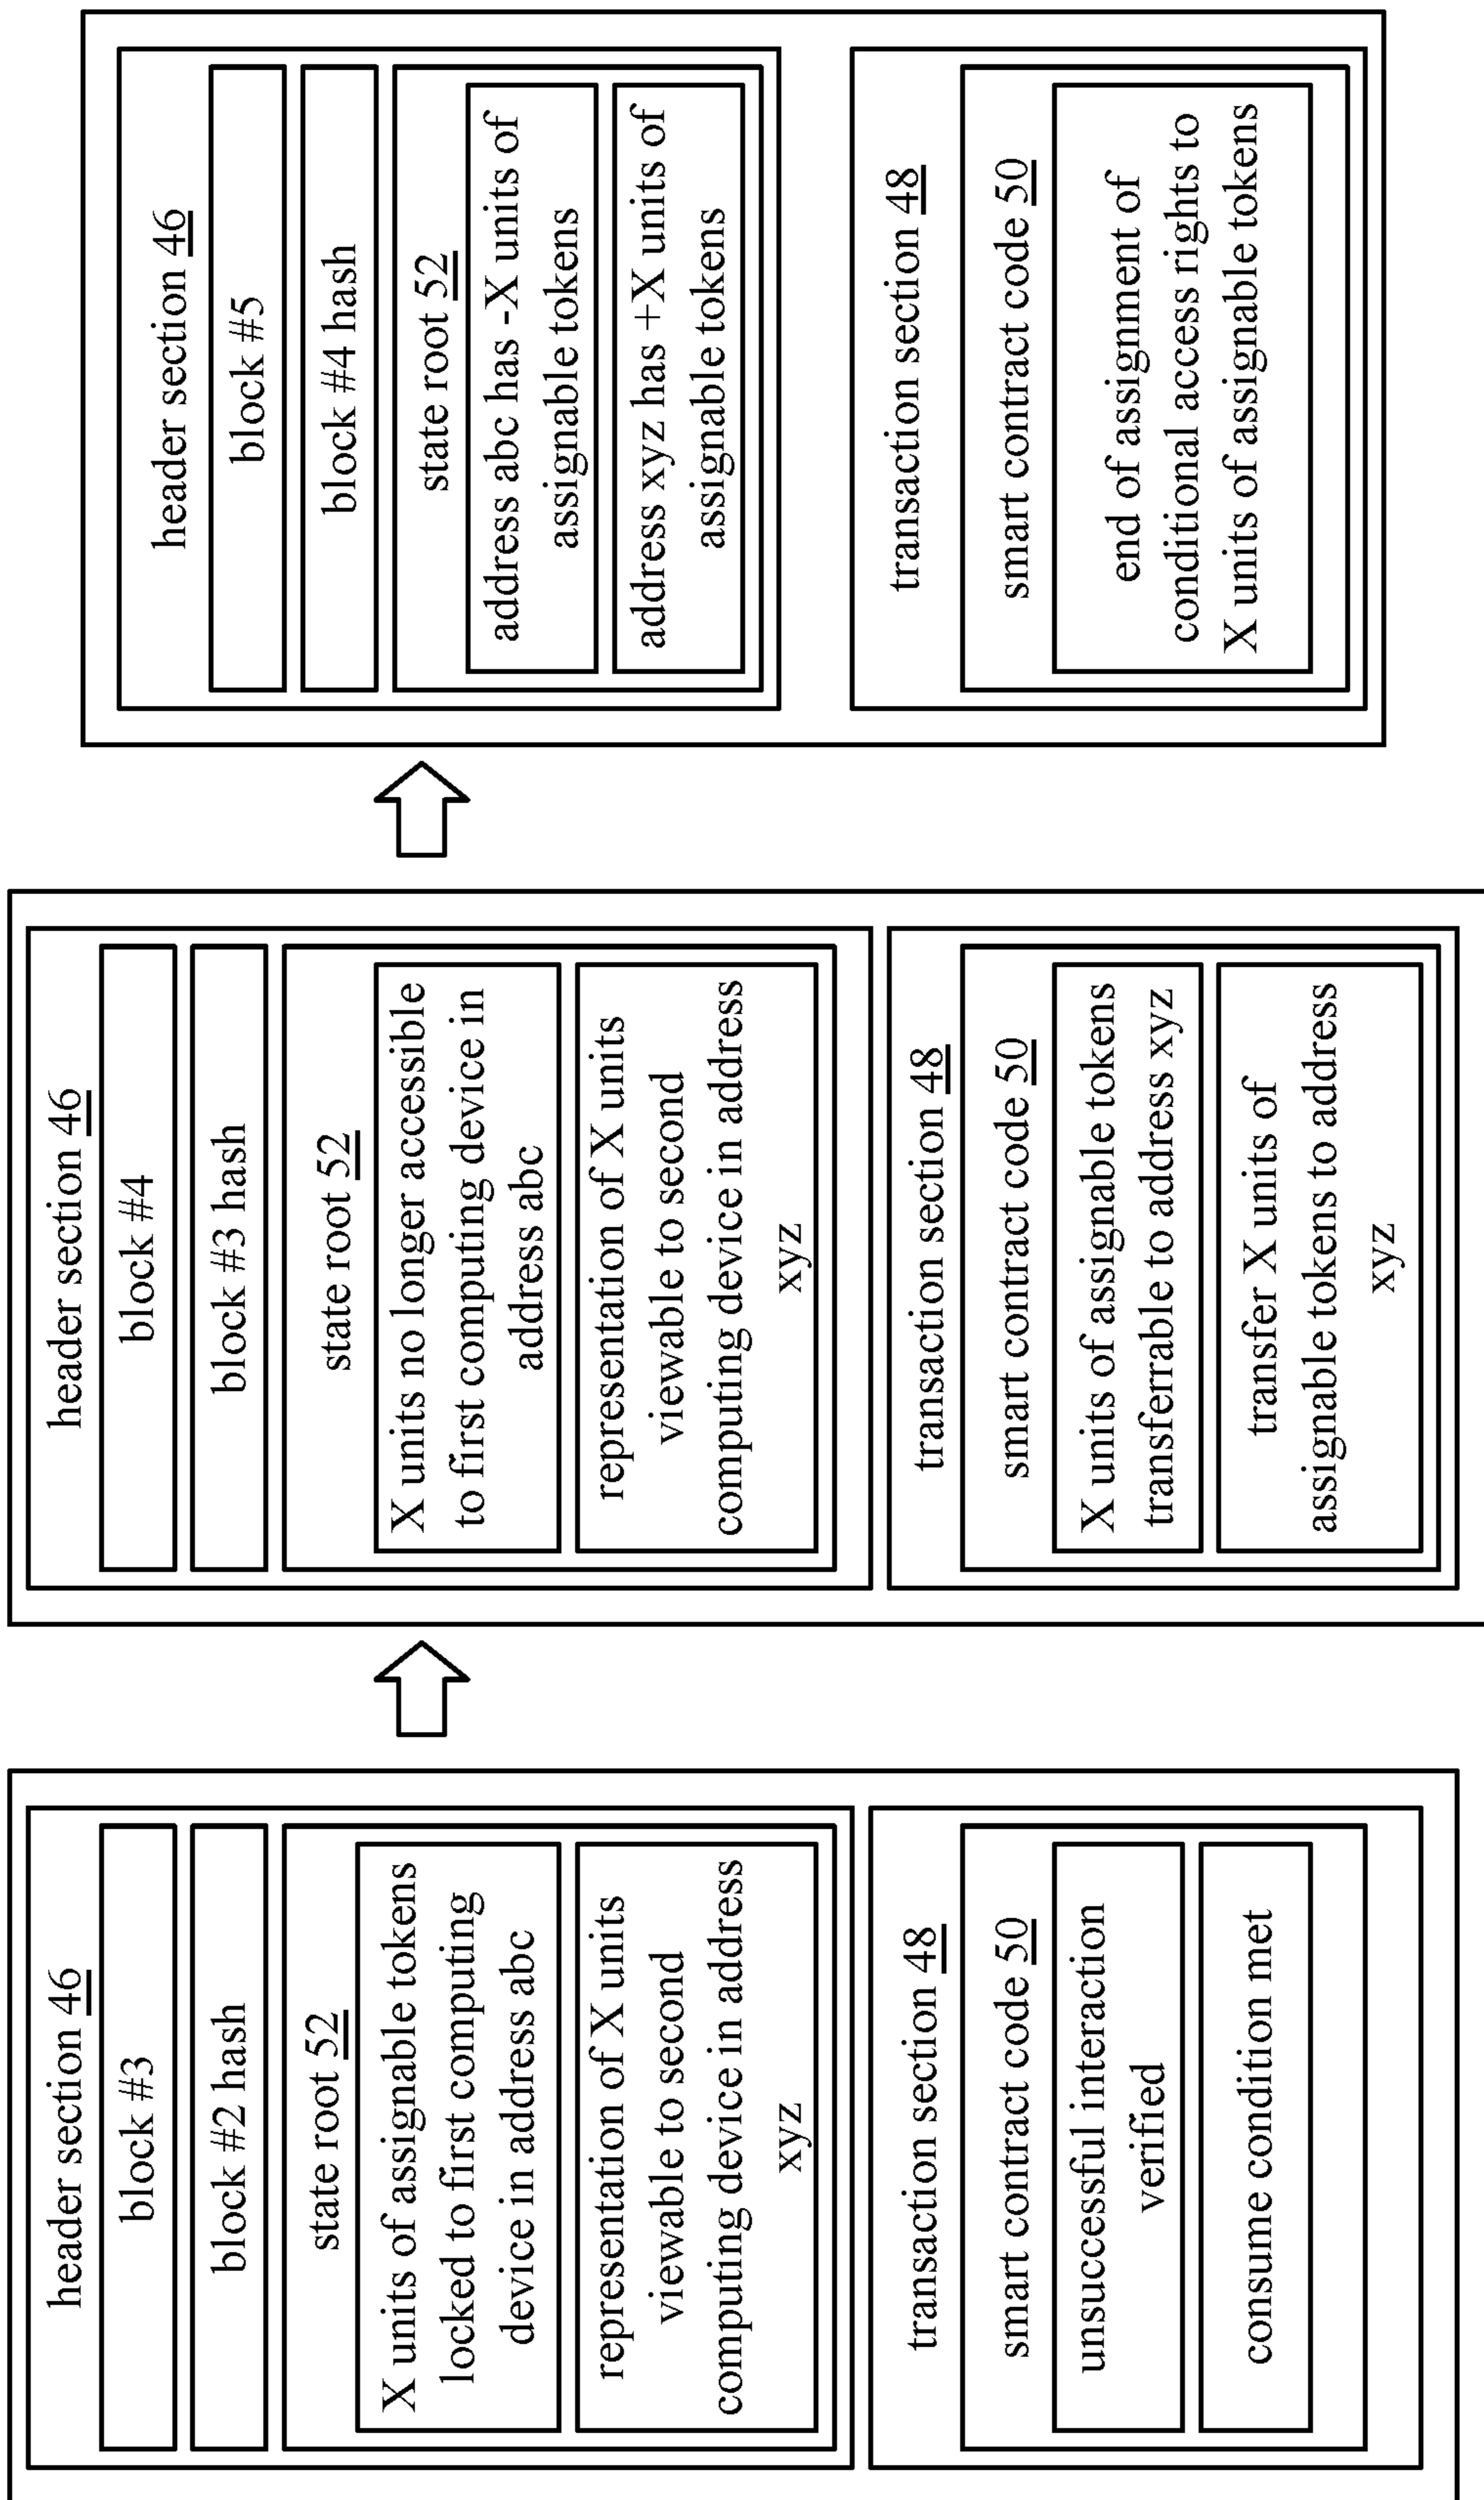 header section 46
block #3
block #2 hash
state root 52
X units of assignable tokens
locked to first computing
device in address abc
representation of X units
viewable to second
computing device in address
xyz
transaction section 48
smart contract code 50
unsuccessful interaction
verified
consume condition met
header section 46
block #4
block #3 hash
state root 52
X units no longer accessible
to first computing device in
address abc
representation of X units
viewable to second
computing device in address
xyz
transaction section 48
smart contract code 50
X units of assignable tokens
transferrable to address xyz
transfer X units of
assignable tokens to address
xyz
header section 46
block #5
block #4 hash
state root 52
address abc has -X units of
assignable tokens
address xyz has +X units of
assignable tokens
transaction section 48
smart contract code 50
end of assignment of
conditional access rights to
X units of assignable tokens